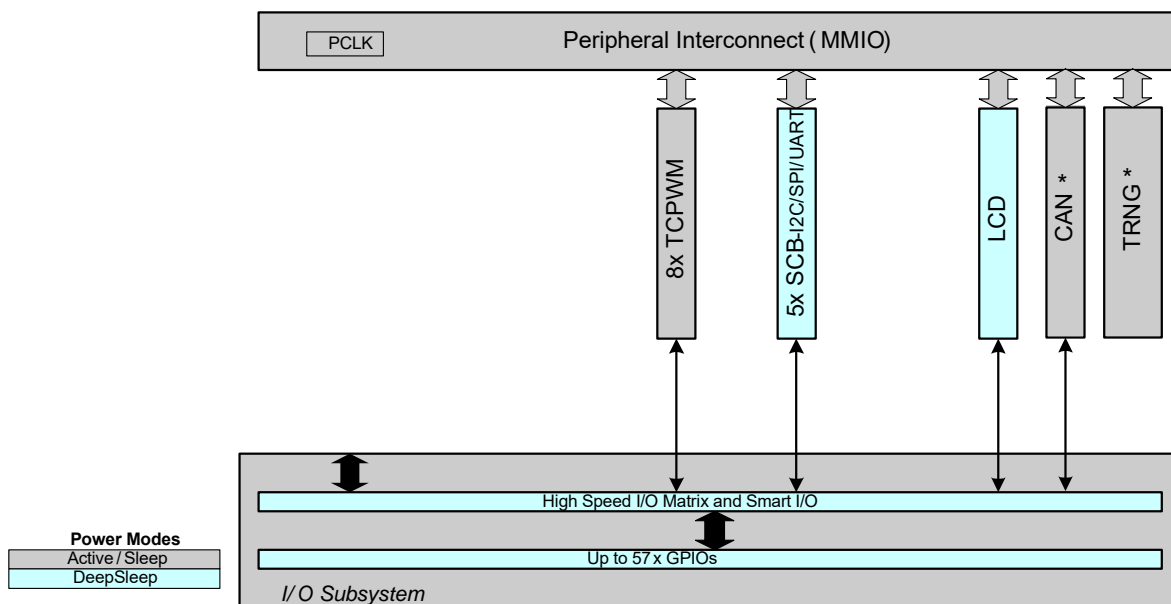 PCLK
Peripheral Interconnect (MMIO)
8x TCPWM
5x SCB-I2C/SPI/UART
LCD
CAN *
TRNG *
High Speed I/O Matrix and Smart I/O
Power Modes
Active/Sleep
DeepSleep
Up to 57x GPIOs
I/O Subsystem